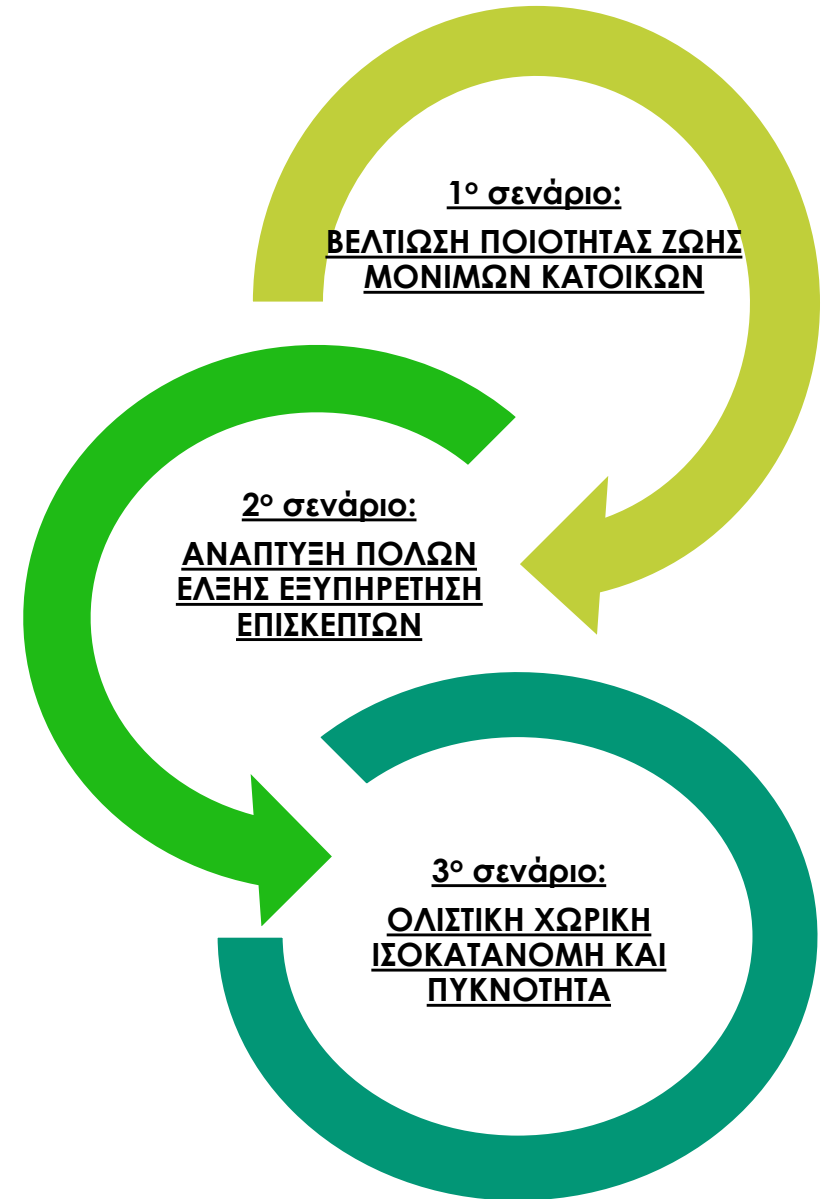 1ο σενάριο:
ΒΕΛΤΙΩΣΗ ΠΟΙΟΤΗΤΑΣ ΖΩΗΣ
ΜΟΝΙΜΩΝ ΚΑΤΟΙΚΩΝ
2ο σενάριο:
ΑΝΑΠΤΥΞΗ ΠΟΛΩΝ
ΕΛΞΗΣ ΕΞΥΠΗΡΕΤΗΣΗ
ΕΠΙΣΚΕΠΤΩΝ
3ο σενάριο:
ΟΛΙΣΤΙΚΗ ΧΩΡΙΚΗ
ΙΣΟΚΑΤΑΝΟΜΗ ΚΑΙ
ΠΥΚΝΟΤΗΤΑ